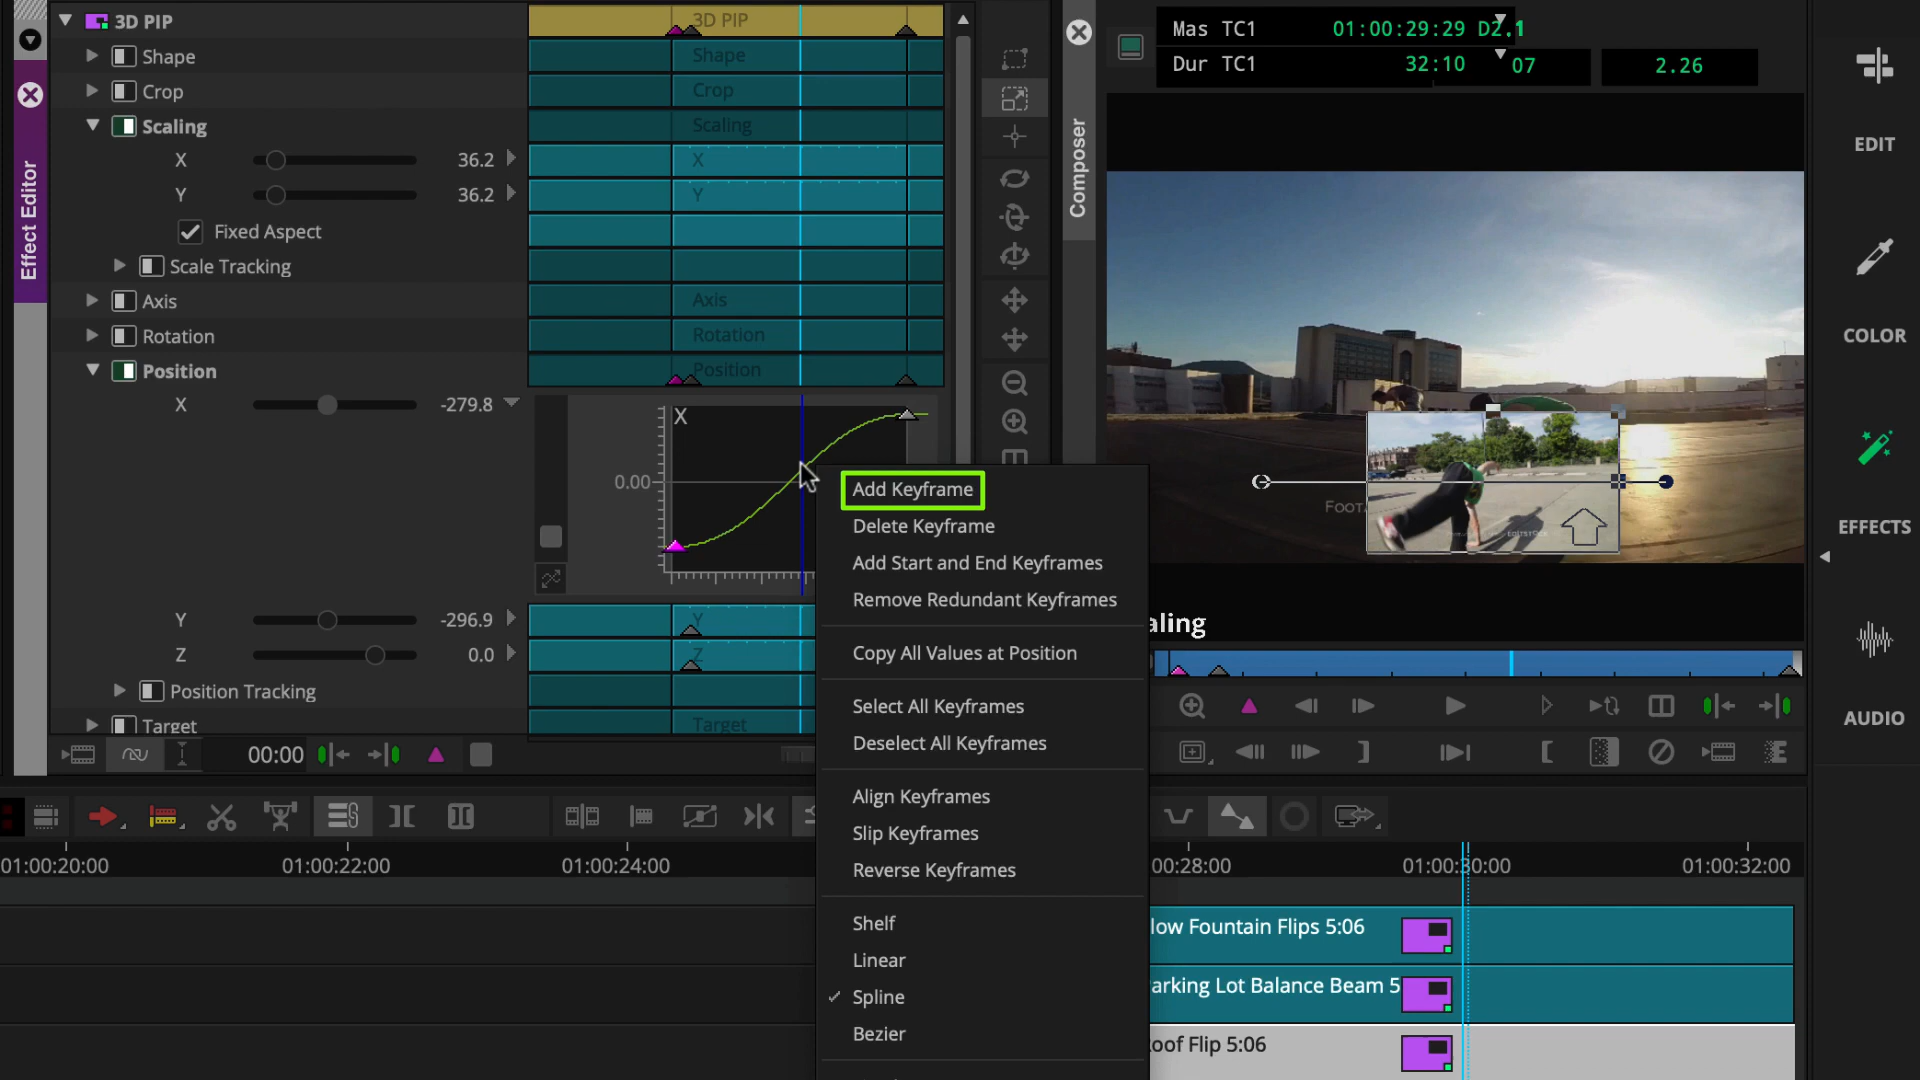 3D PIP
3D PIP
Shape
Shape
Crop
Crop
Scaling
Scaling
X
36.2
X
Y
36.2
Y
Fixed Aspect
Scale Tracking
Axis
Axis
Rotation
Rotation
Position
Position
X
-279.8
X
0.00
Y
-296.9
Y
Z
0.0
Z
Position Tracking
Target
Target
00:00
Effect Editor
Composer
Mas TC1
01:00:29:29
D2.1
Dur TC1
32:10
07
2.26
aling
Add Keyframe
Delete Keyframe
Add Start and End Keyframes
Remove Redundant Keyframes
Copy All Values at Position
Select All Keyframes
Deselect All Keyframes
Align Keyframes
Slip Keyframes
Reverse Keyframes
Shelf
Linear
Spline
Bezier
EDIT
COLOR
EFFECTS
AUDIO
01:00:20:00
01:00:22:00
01:00:24:00
00:28:00
01:00:30:00
01:00:32:00
low Fountain Flips 5:06
arking Lot Balance Beam 5
oof Flip 5:06